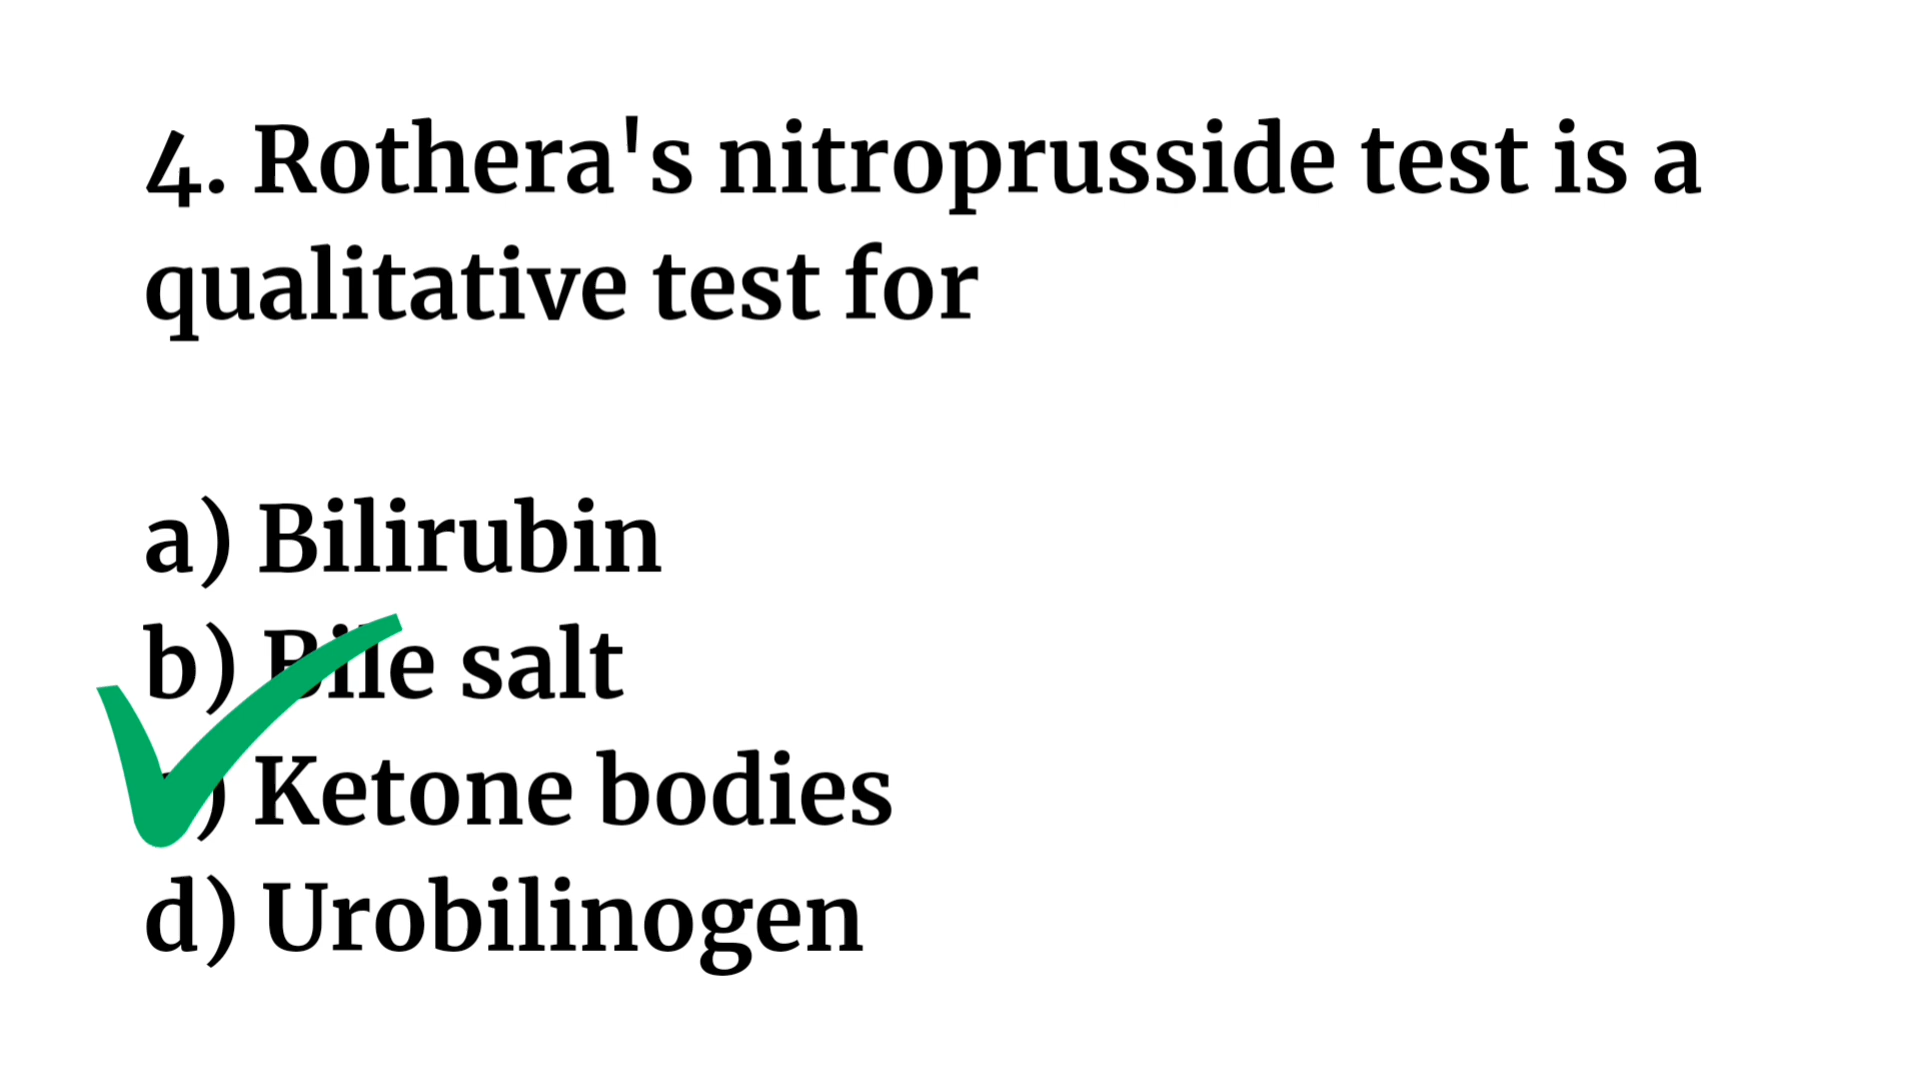 4. Rothera's nitroprusside test is a
qualitative test for
a) Bilirubin
b) Bile salt
) Ketone bodies
d) Urobilinogen